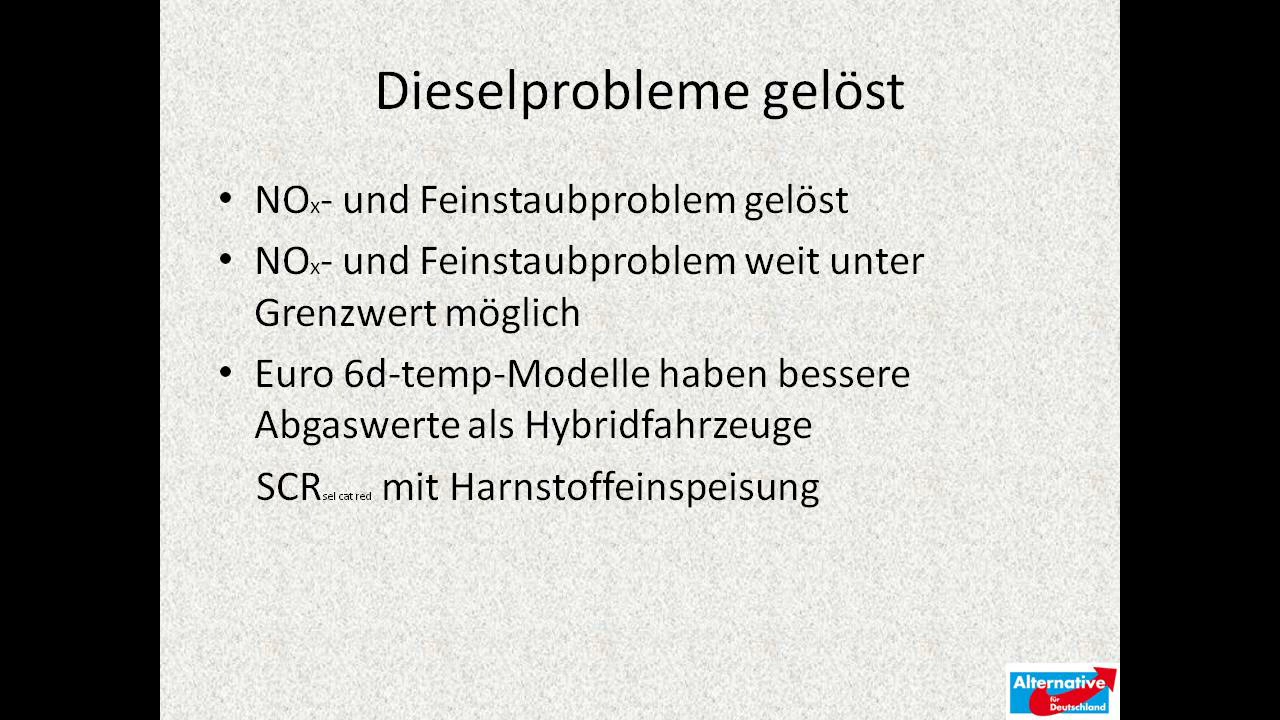 Dieselprobleme gelöst
• NOx- und Feinstaubproblem gelöst
• NOx- und Feinstaubproblem weit unter
Grenzwert möglich
• Euro 6d-temp-Modelle haben bessere
Abgaswerte als Hybridfahrzeuge
SCRsel cat red mit Harnstoffeinspeisung
Alternative
für
Deutschland